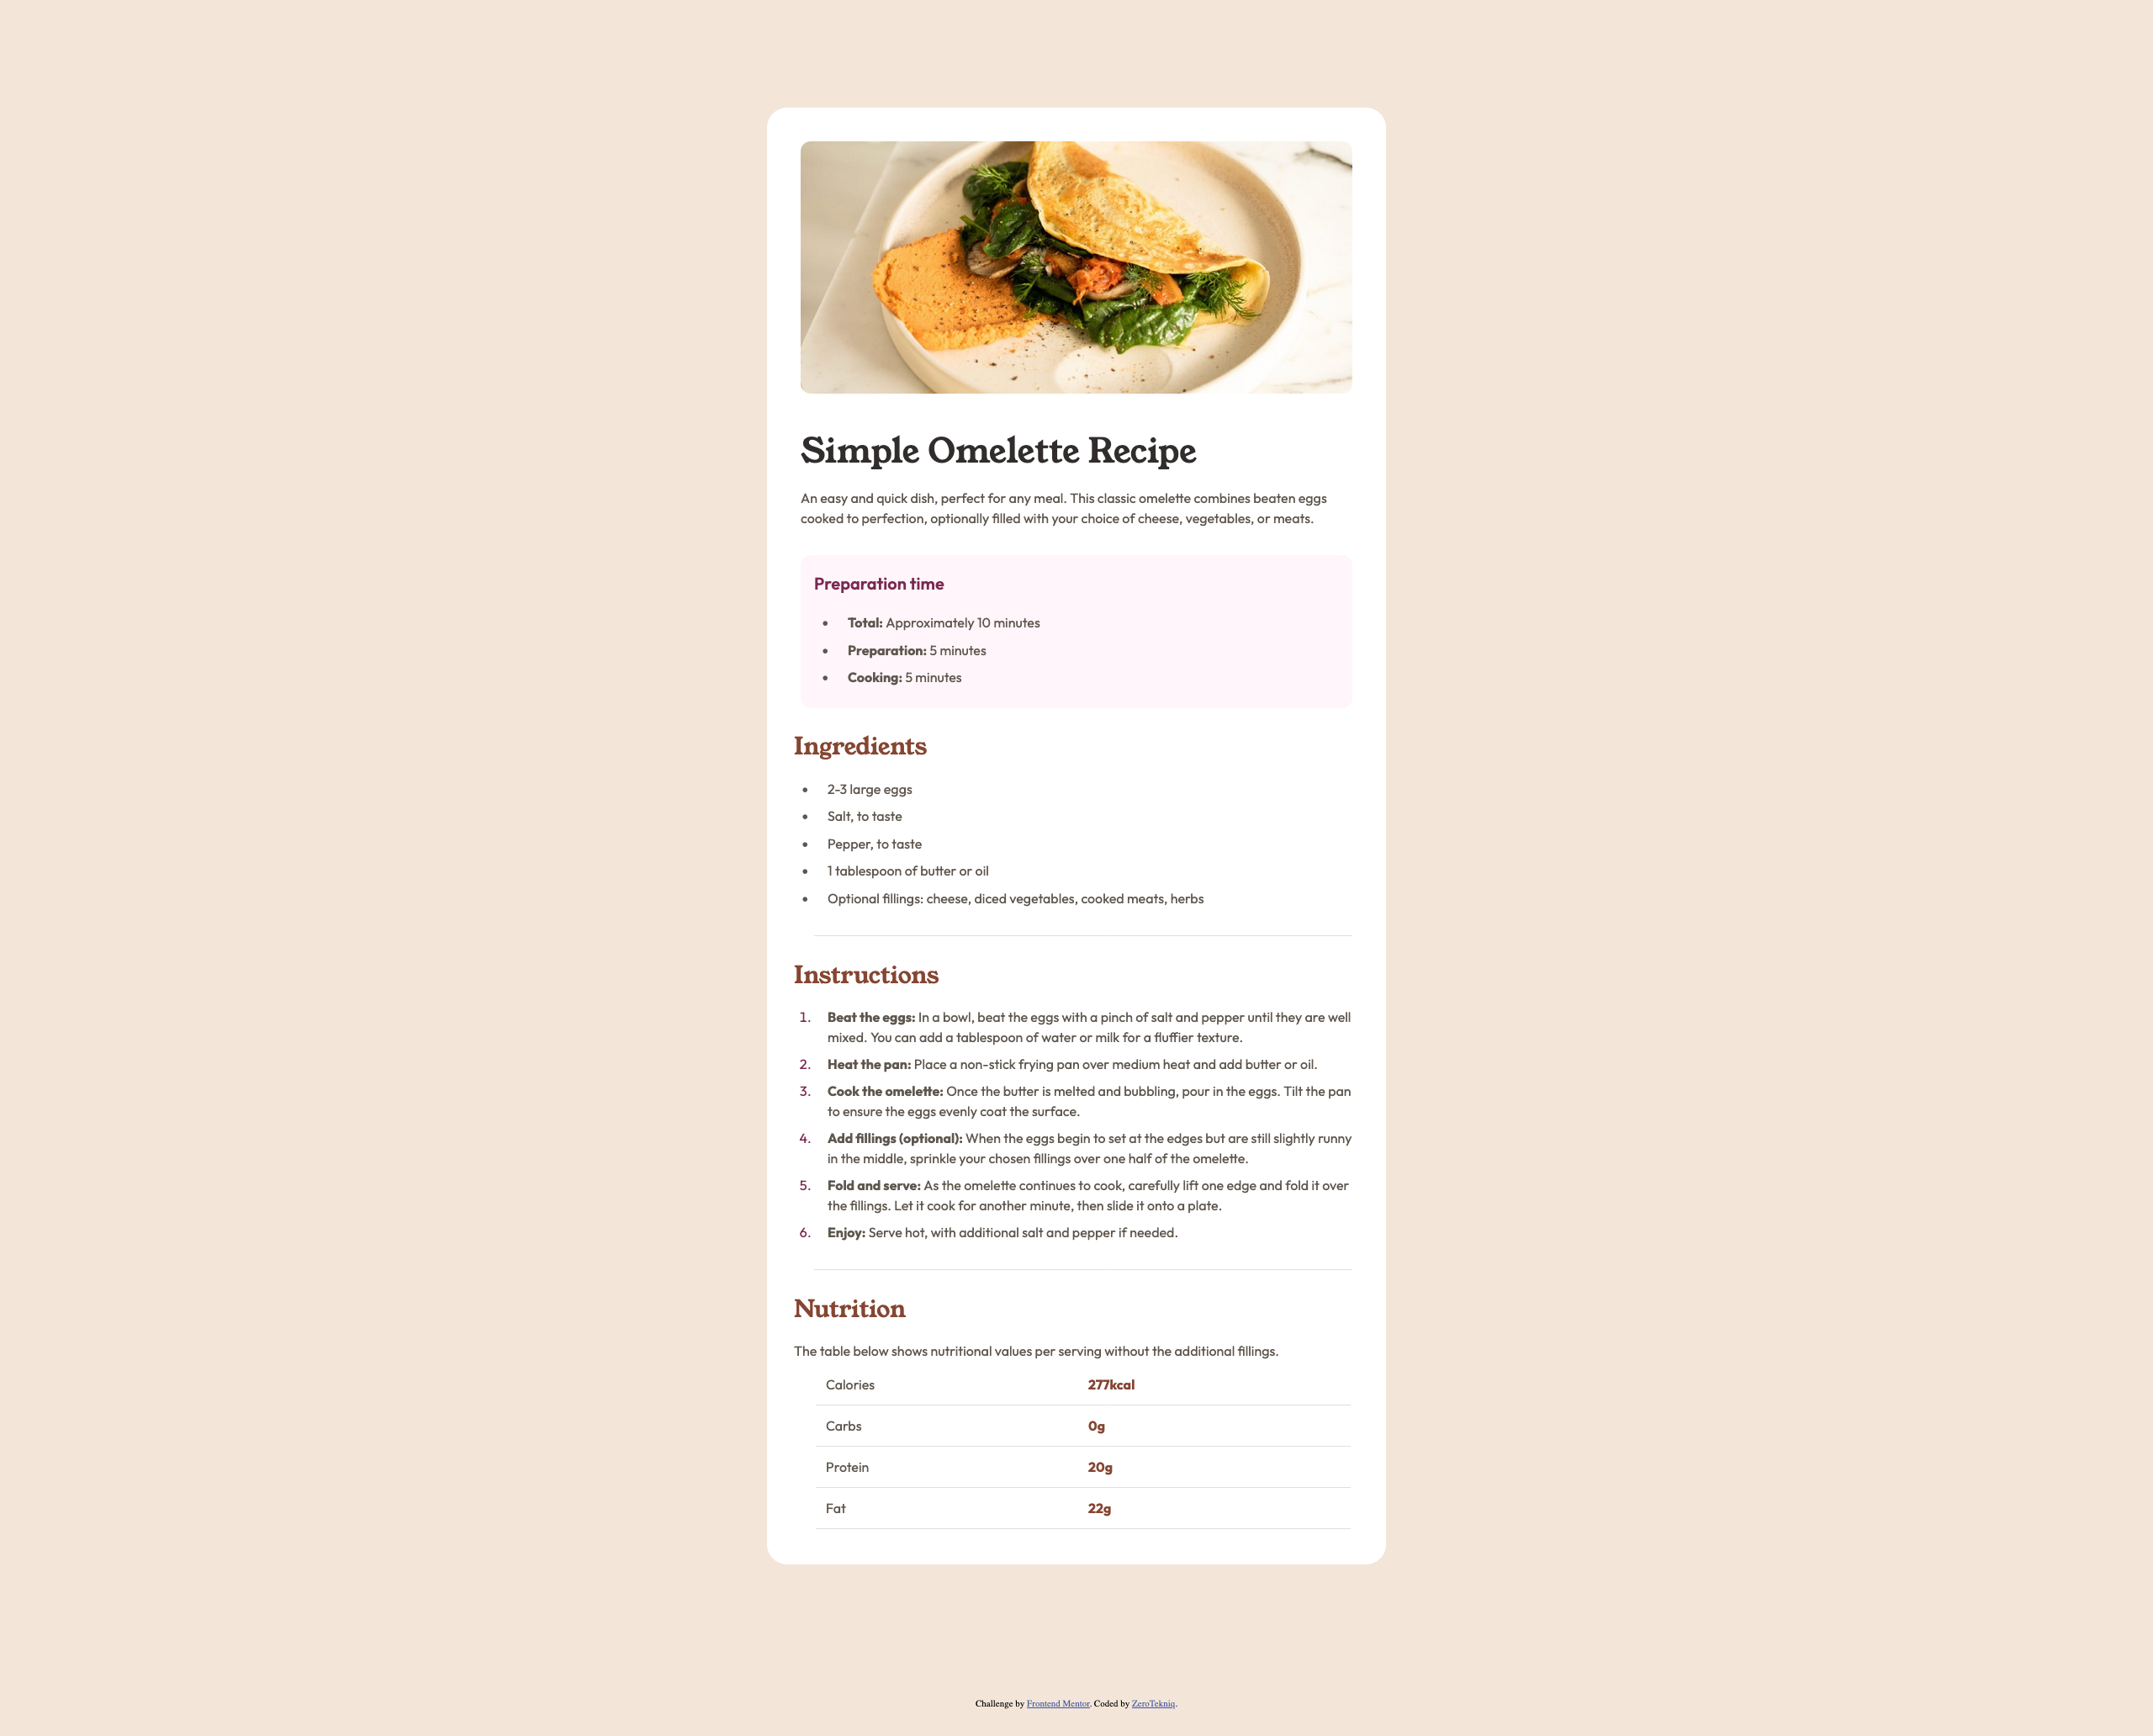 Simple Omelette Recipe
An easy and quick dish, perfect for any meal. This classic omelette combines beaten eggs
cooked to perfection, optionally filled with your choice of cheese, vegetables, or meats.
Preparation time
• Total: Approximately 10 minutes
• Preparation: 5 minutes
• Cooking: 5 minutes
Ingredients
• 2-3 large eggs
• Salt, to taste
• Pepper, to taste
• 1 tablespoon of butter or oil
• Optional fillings: cheese, diced vegetables, cooked meats, herbs
Instructions
1. Beat the eggs: In a bowl, beat the eggs with a pinch of salt and pepper until they are well
mixed. You can add a tablespoon of water or milk for a fluffier texture.
2. Heat the pan: Place a non-stick frying pan over medium heat and add butter or oil.
3. Cook the omelette: Once the butter is melted and bubbling, pour in the eggs. Tilt the pan
to ensure the eggs evenly coat the surface.
4. Add fillings (optional): When the eggs begin to set at the edges but are still slightly runny
in the middle, sprinkle your chosen fillings over one half of the omelette.
5. Fold and serve: As the omelette continues to cook, carefully lift one edge and fold it over
the fillings. Let it cook for another minute, then slide it onto a plate.
6. Enjoy: Serve hot, with additional salt and pepper if needed.
Nutrition
The table below shows nutritional values per serving without the additional fillings.
Calories 277kcal
Carbs 0g
Protein 20g
Fat 22g
Challenge by Frontend Mentor. Coded by ZeroTekniq.